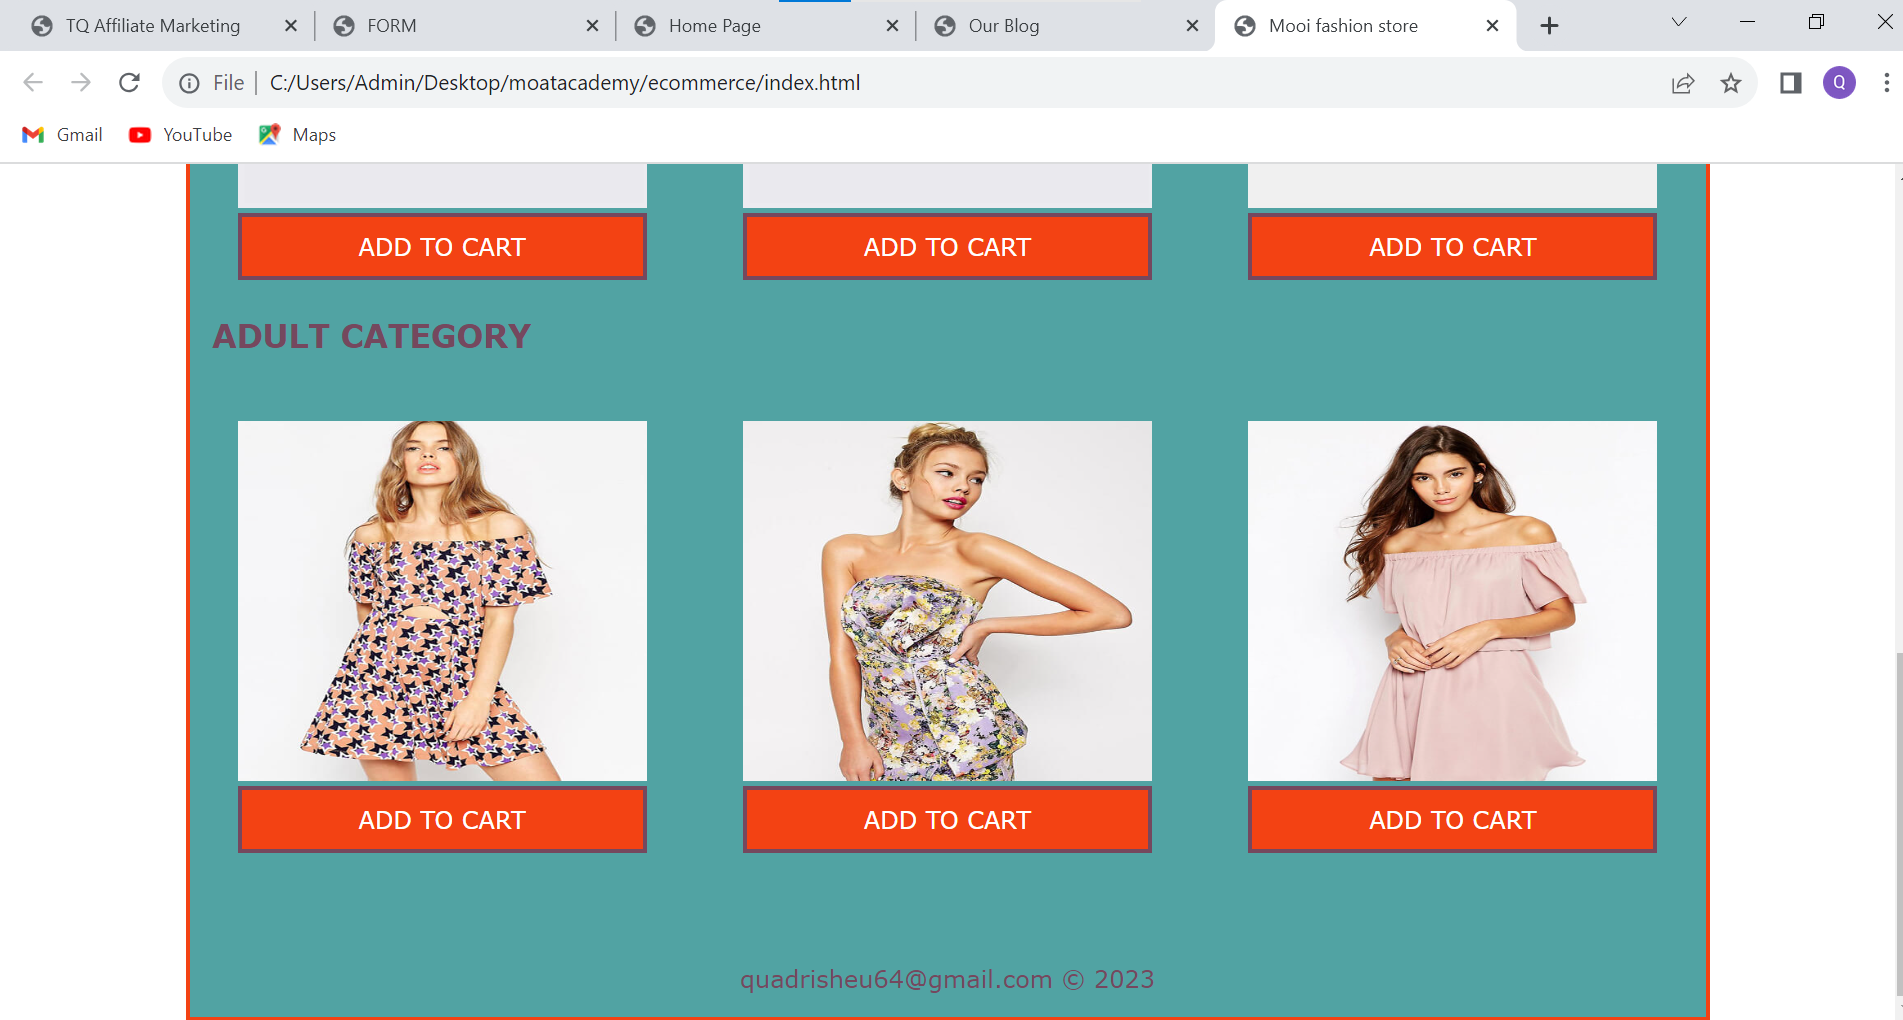 TQ Affiliate Marketing
FORM
Home Page
Our Blog
Mooi fashion store
File
C:/Users/Admin/Desktop/moatacademy/ecommerce/index.html
Q
Gmail
YouTube
Maps
ADD TO CART
ADD TO CART
ADD TO CART
ADULT CATEGORY
ADD TO CART
ADD TO CART
ADD TO CART
quadrisheu64@gmail.com © 2023